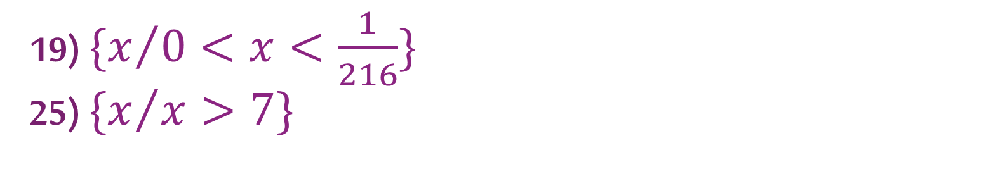 19) {x/0 < x < 1/216}
25) {x/x > 7}